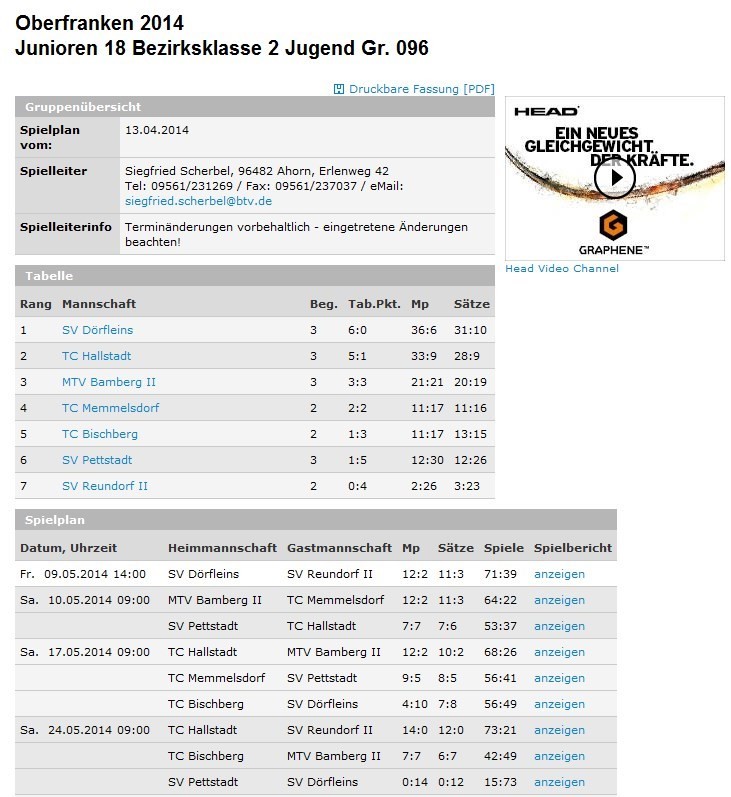 Oberfranken 2014
Junioren 18 Bezirksklasse 2 Jugend Gr. 096
Druckbare Fassung [PDF]
Gruppenübersicht
Spielplan vom: 13.04.2014
Spielleiter Siegfried Scherbel, 96482 Ahorn, Erlenweg 42
Tel: 09561/231269 / Fax: 09561/237037 / eMail:
siegfried.scherbel@btv.de
Spielleiterinfo Terminänderungen vorbehaltlich - eingetretene Änderungen
beachten!
HEAD
EIN NEUES
GLEICHGEWICHT
DER KRÄFTE.
GRAPHENE™
Head Video Channel
Tabelle
Rang Mannschaft Beg. Tab.Pkt. Mp Sätze
1 SV Dörfleins 3 6:0 36:6 31:10
2 TC Hallstadt 3 5:1 33:9 28:9
3 MTV Bamberg II 3 3:3 21:21 20:19
4 TC Memmelsdorf 2 2:2 11:17 11:16
5 TC Bischberg 2 1:3 11:17 13:15
6 SV Pettstadt 3 1:5 12:30 12:26
7 SV Reundorf II 2 0:4 2:26 3:23
Spielplan
Datum, Uhrzeit Heimmannschaft Gastmannschaft Mp Sätze Spiele Spielbericht
Fr. 09.05.2014 14:00 SV Dörfleins SV Reundorf II 12:2 11:3 71:39 anzeigen
Sa. 10.05.2014 09:00 MTV Bamberg II TC Memmelsdorf 12:2 11:3 64:22 anzeigen
SV Pettstadt TC Hallstadt 7:7 7:6 53:37 anzeigen
Sa. 17.05.2014 09:00 TC Hallstadt MTV Bamberg II 12:2 10:2 68:26 anzeigen
TC Memmelsdorf SV Pettstadt 9:5 8:5 56:41 anzeigen
TC Bischberg SV Dörfleins 4:10 7:8 56:49 anzeigen
Sa. 24.05.2014 09:00 TC Hallstadt SV Reundorf II 14:0 12:0 73:21 anzeigen
TC Bischberg MTV Bamberg II 7:7 6:7 42:49 anzeigen
SV Pettstadt SV Dörfleins 0:14 0:12 15:73 anzeigen